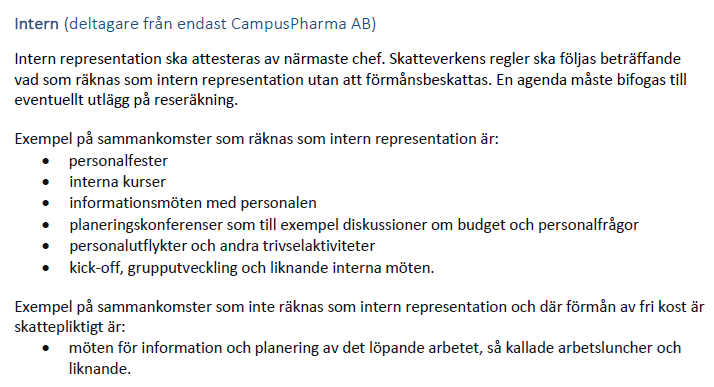 Intern (deltagare från endast CampusPharma AB)
Intern representation ska attesteras av närmaste chef. Skatteverkens regler ska följas beträffande
vad som räknas som intern representation utan att förmånsbeskattas. En agenda måste bifogas till
eventuellt utlägg på reseräkning.
Exempel på sammankomster som räknas som intern representation är:
• personalfester
• interna kurser
• informationsmöten med personalen
• planeringskonferenser som till exempel diskussioner om budget och personalfrågor
• personalutflykter och andra trivselaktiviteter
• kick-off, grupputveckling och liknande interna möten.
Exempel på sammankomster som inte räknas som intern representation och där förmån av fri kost är
skattepliktigt är:
• möten för information och planering av det löpande arbetet, så kallade arbetsluncher och
liknande.